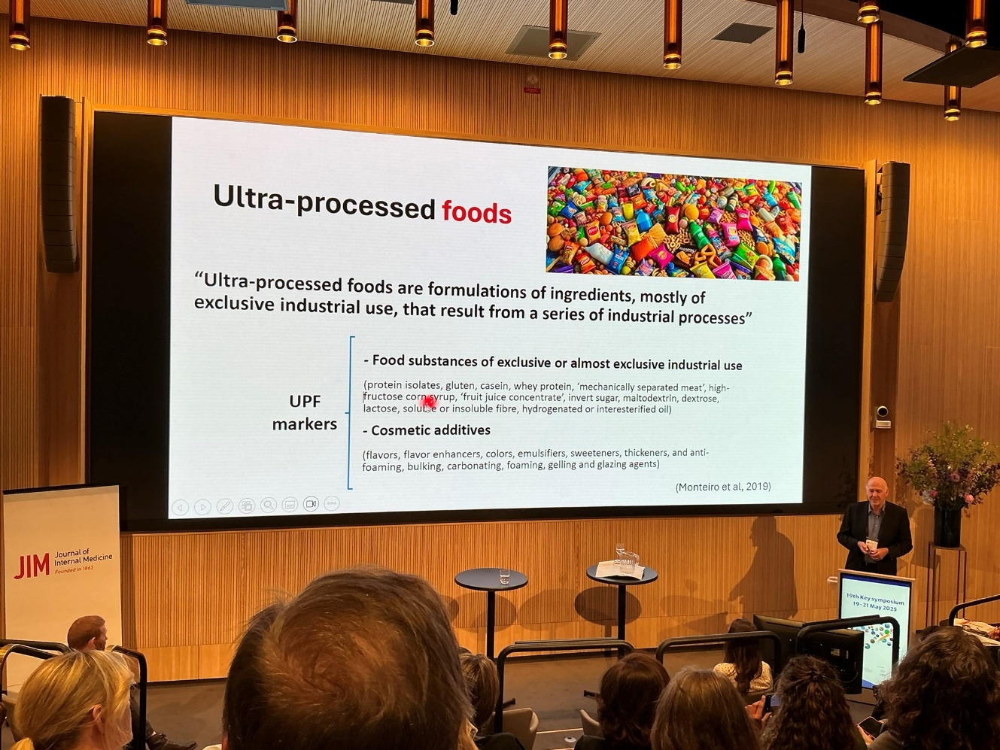 Ultra-processed foods
“Ultra-processed foods are formulations of ingredients, mostly of
exclusive industrial use, that result from a series of industrial processes”
UPF
markers
- Food substances of exclusive or almost exclusive industrial use
(protein isolates, gluten, casein, whey protein, ‘mechanically separated meat’, high-
fructose corn syrup, ‘fruit juice concentrate’, invert sugar, maltodextrin, dextrose,
lactose, soluble or insoluble fibre, hydrogenated or interesterified oil)
- Cosmetic additives
(flavors, flavor enhancers, colors, emulsifiers, sweeteners, thickeners, and anti-
foaming, bulking, carbonating, foaming, gelling and glazing agents)
(Monteiro et al, 2019)
JIM
Journal of
Internal Medicine
Founded in 1863
19th Key symposium
19-21 May 2025